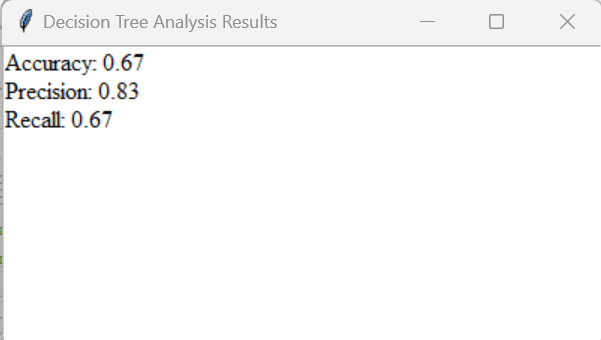 Decision Tree Analysis Results
Accuracy: 0.67
Precision: 0.83
Recall: 0.67